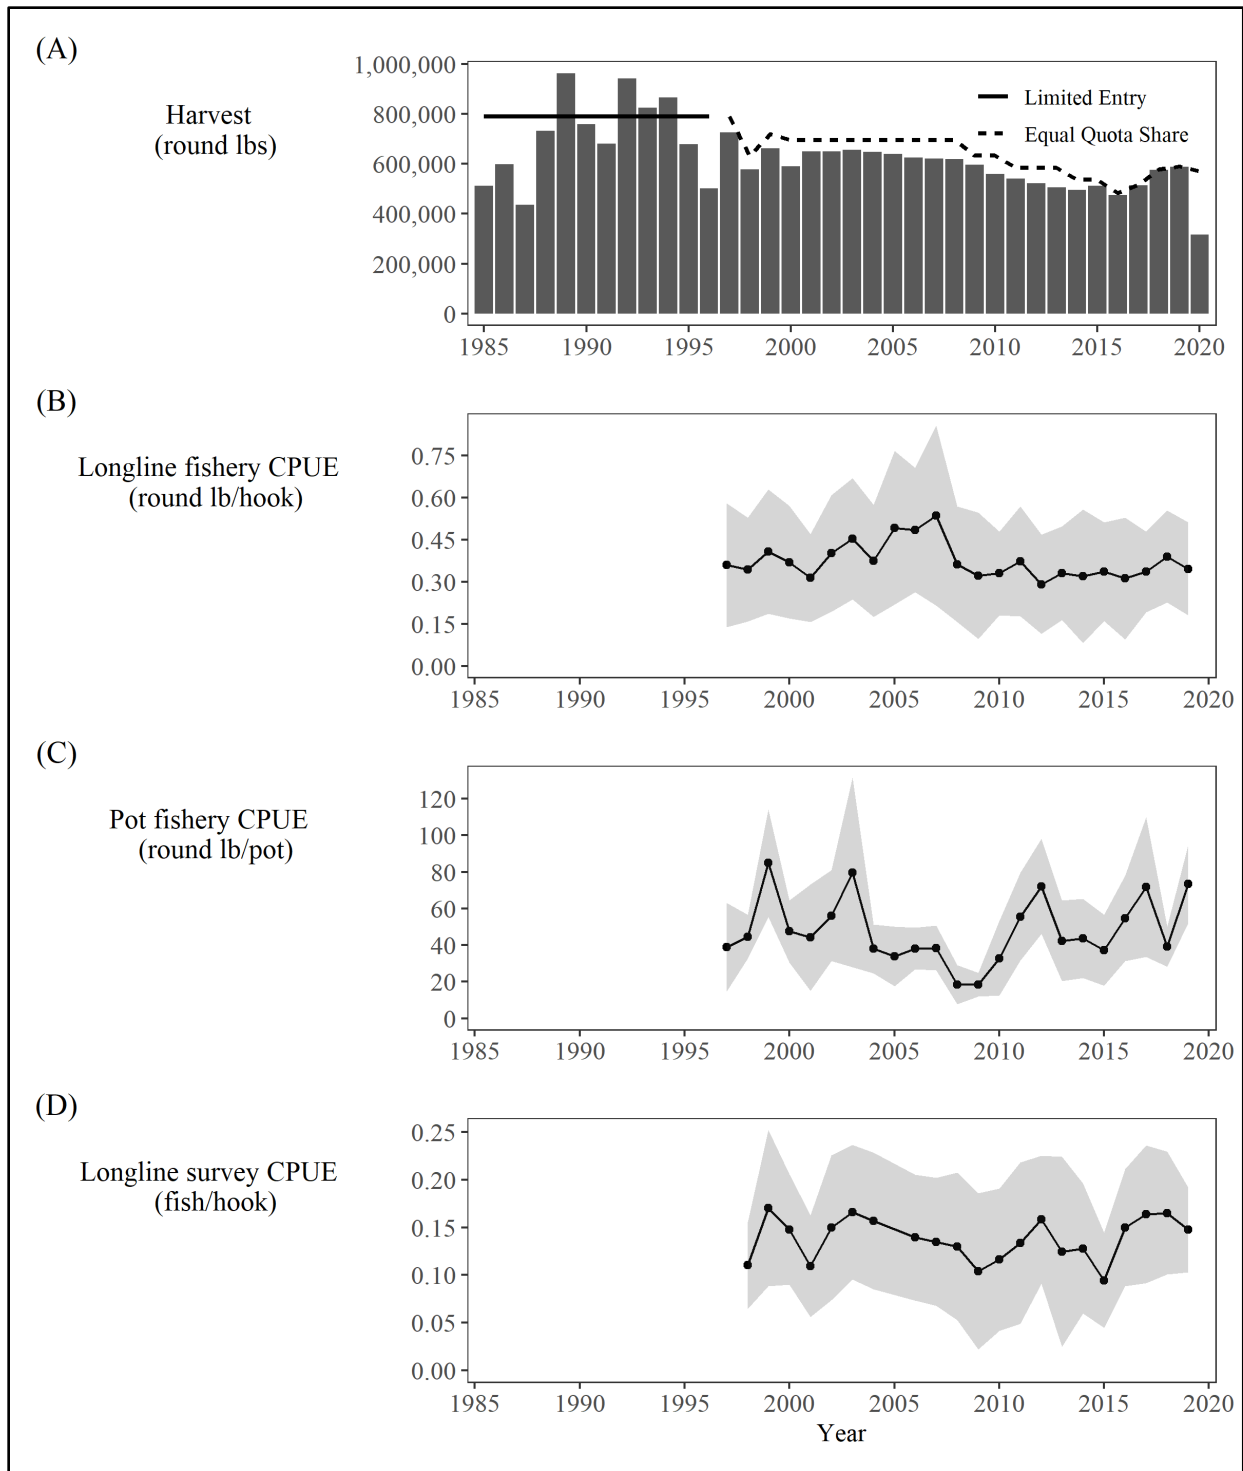 (A)
Harvest
(round lbs)
1,000,000
800,000
600,000
400,000
200,000
0
Limited Entry
Equal Quota Share
1985 1990 1995 2000 2005 2010 2015 2020
(B)
Longline fishery CPUE
(round lb/hook)
0.75
0.60
0.45
0.30
0.15
0.00
1985 1990 1995 2000 2005 2010 2015 2020
(C)
Pot fishery CPUE
(round lb/pot)
120
100
80
60
40
20
0
1985 1990 1995 2000 2005 2010 2015 2020
(D)
Longline survey CPUE
(fish/hook)
0.25
0.20
0.15
0.10
0.05
0.00
1985 1990 1995 2000 2005 2010 2015 2020
Year